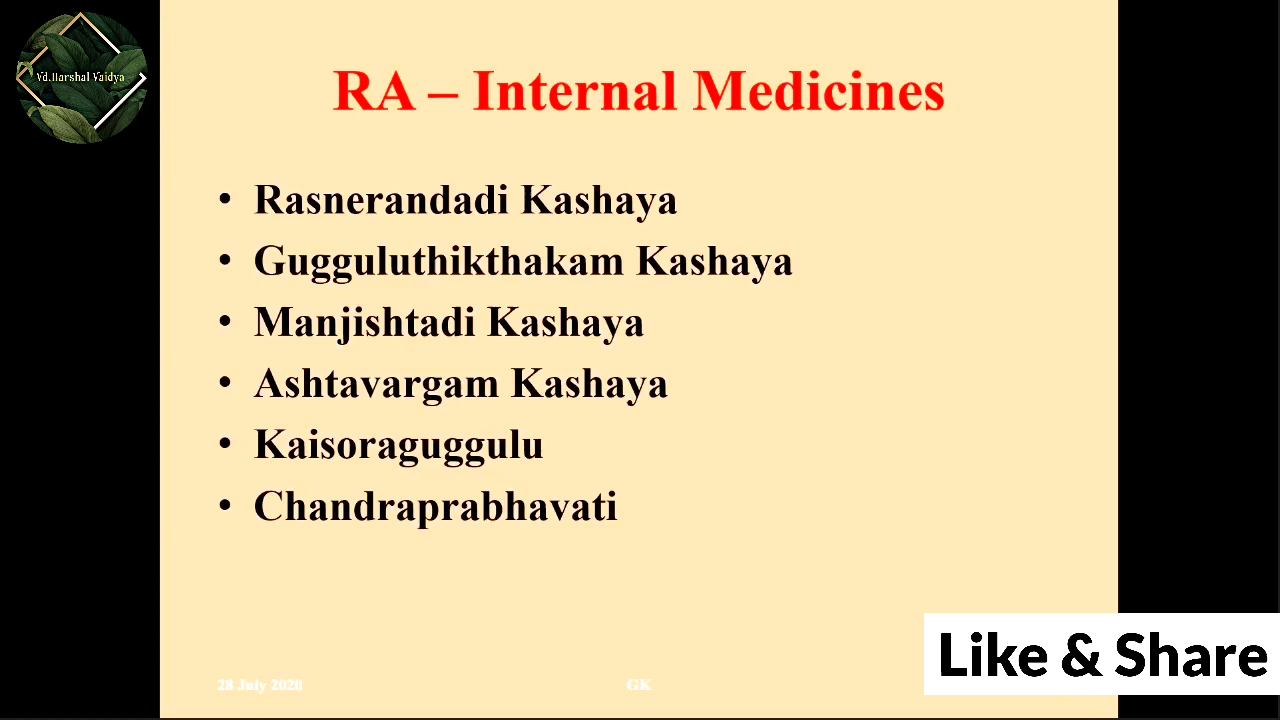 Vd.Harshal Vaidya
RA – Internal Medicines
• Rasnerandadi Kashaya
• Gugguluthikthakam Kashaya
• Manjishtadi Kashaya
• Ashtavargam Kashaya
• Kaisoraguggulu
• Chandraprabhavati
28 July 2020
GK
Like & Share